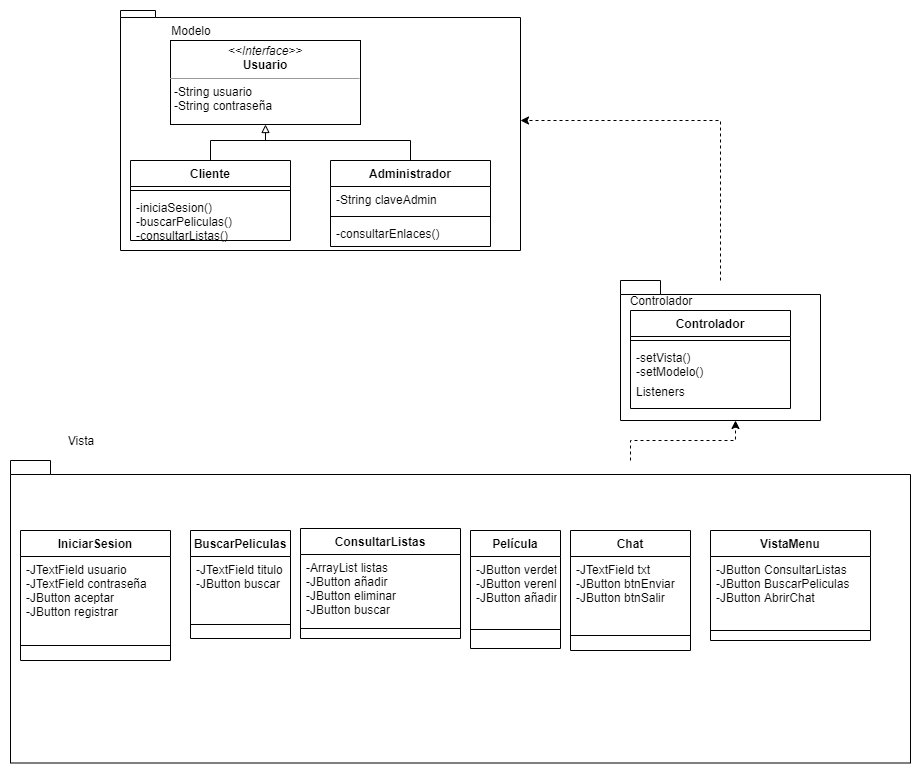 Modelo
<<Interface>>
Usuario
-String usuario
-String contraseña
Cliente
-iniciaSesion()
-buscarPeliculas()
-consultarListas()
Administrador
-String claveAdmin
-consultarEnlaces()
Controlador
Controlador
-setVista()
-setModelo()
Listeners
Vista
IniciarSesion
-JTextField usuario
-JTextField contraseña
-JButton aceptar
-JButton registrar
BuscarPeliculas
-JTextField titulo
-JButton buscar
ConsultarListas
-ArrayList listas
-JButton añadir
-JButton eliminar
-JButton buscar
Película
-JButton verdet
-JButton verenl
-JButton añadir
Chat
-JTextField txt
-JButton btnEnviar
-JButton btnSalir
VistaMenu
-JButton ConsultarListas
-JButton BuscarPeliculas
-JButton AbrirChat